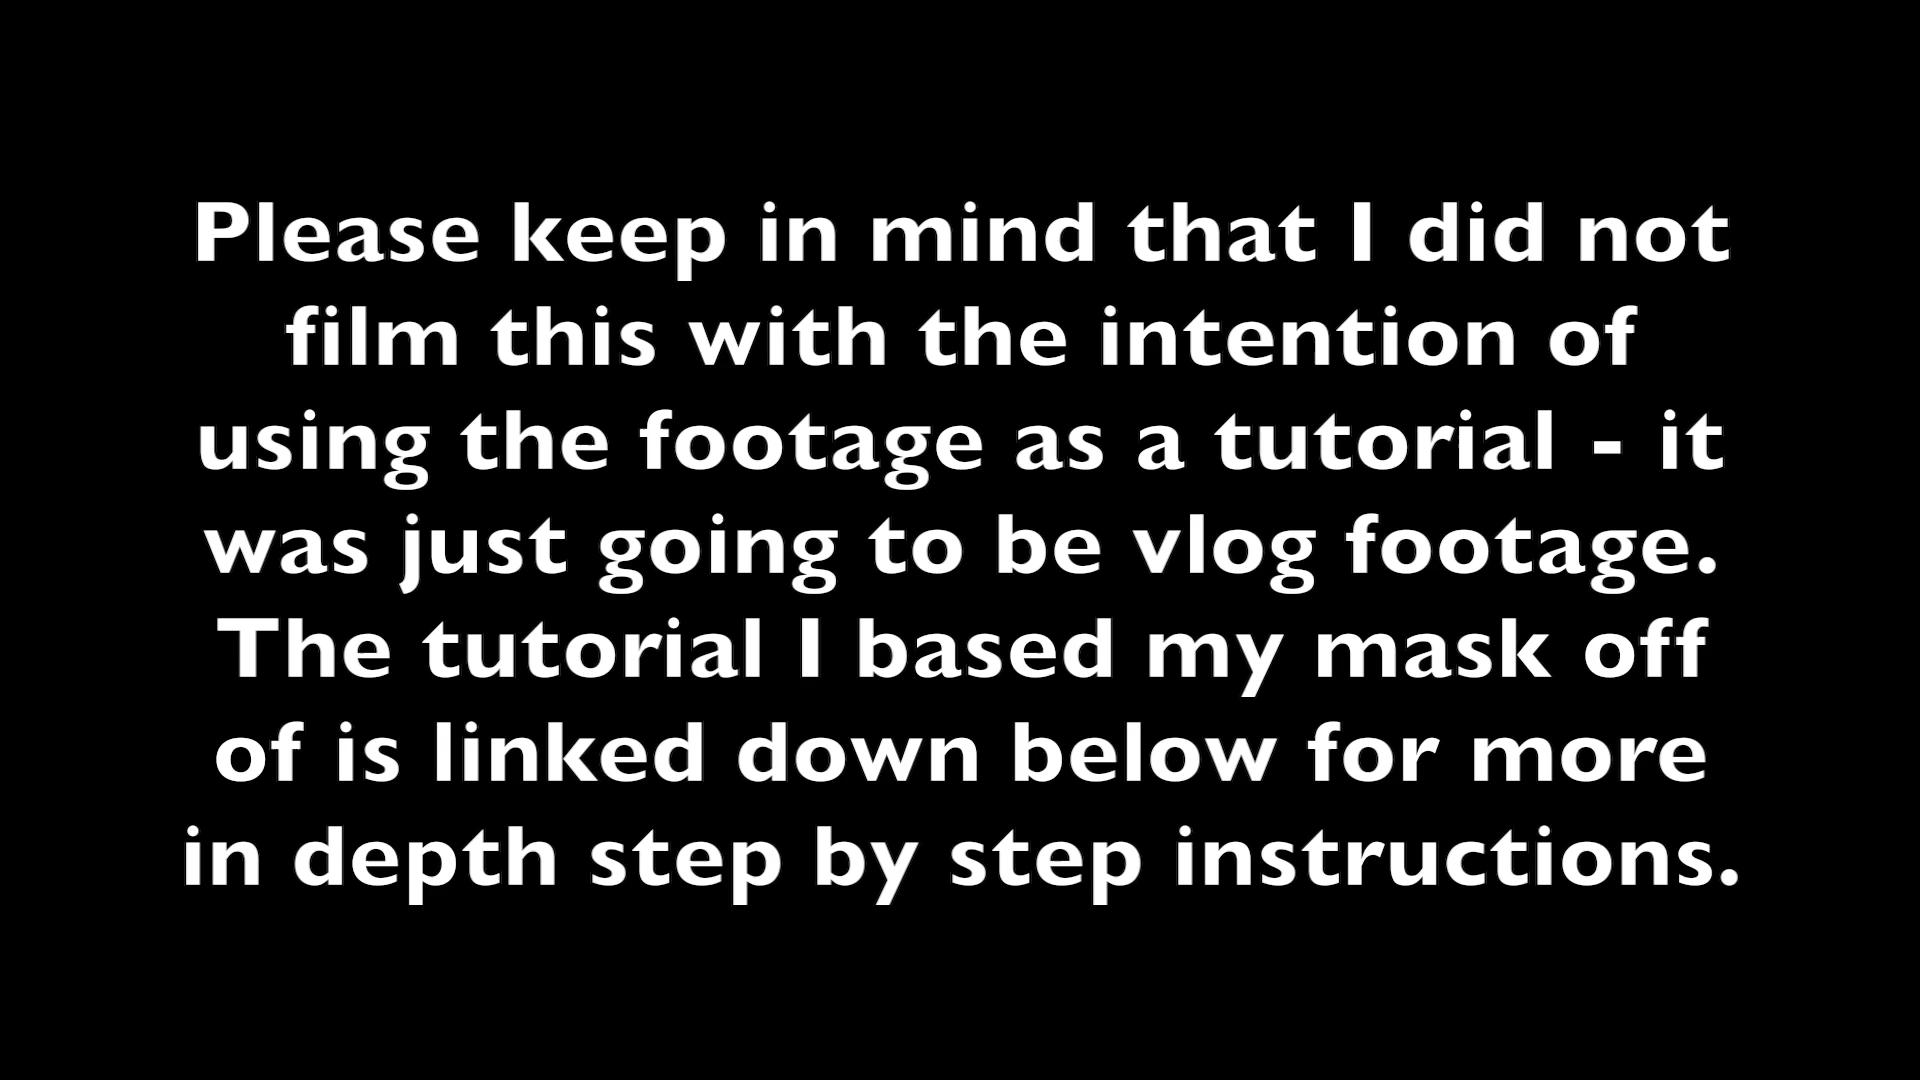 Please keep in mind that I did not
film this with the intention of
using the footage as a tutorial - it
was just going to be vlog footage.
The tutorial I based my mask off
of is linked down below for more
in depth step by step instructions.